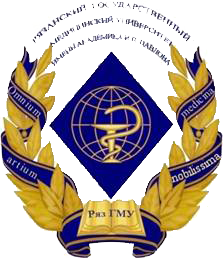 РЯЗАНСКИЙ ГОСУДАРСТВЕННЫЙ
МЕДИЦИНСКИЙ УНИВЕРСИТЕТ
ИМЕНИ АКАДЕМИКА И.П. ПАВЛОВА
Omnium
artium
medicina
nobilissima
Ряз ГМУ